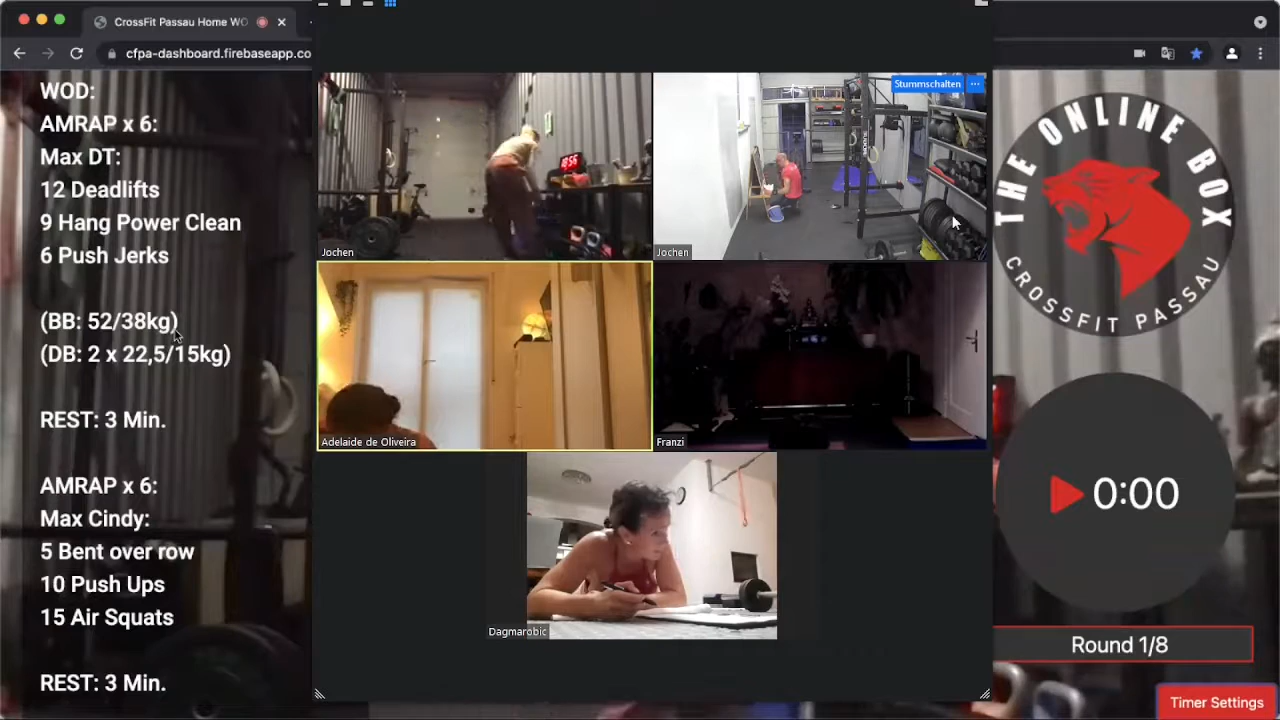 CrossFit Passau Home WO
cfpa-dashboard.firebaseapp.co
WOD:
AMRAP x 6:
Max DT:
12 Deadlifts
9 Hang Power Clean
6 Push Jerks
(BB: 52/38kg)
(DB: 2 x 22,5/15kg)
REST: 3 Min.
AMRAP x 6:
Max Cindy:
5 Bent over row
10 Push Ups
15 Air Squats
REST: 3 Min.
Stummschalten
18:56
Jochen
Jochen
Adelaide de Oliveira
Franzi
Dagmarobic
THE ONLINE BOX
CROSSFIT PASSAU
0:00
Round 1/8
Timer Settings